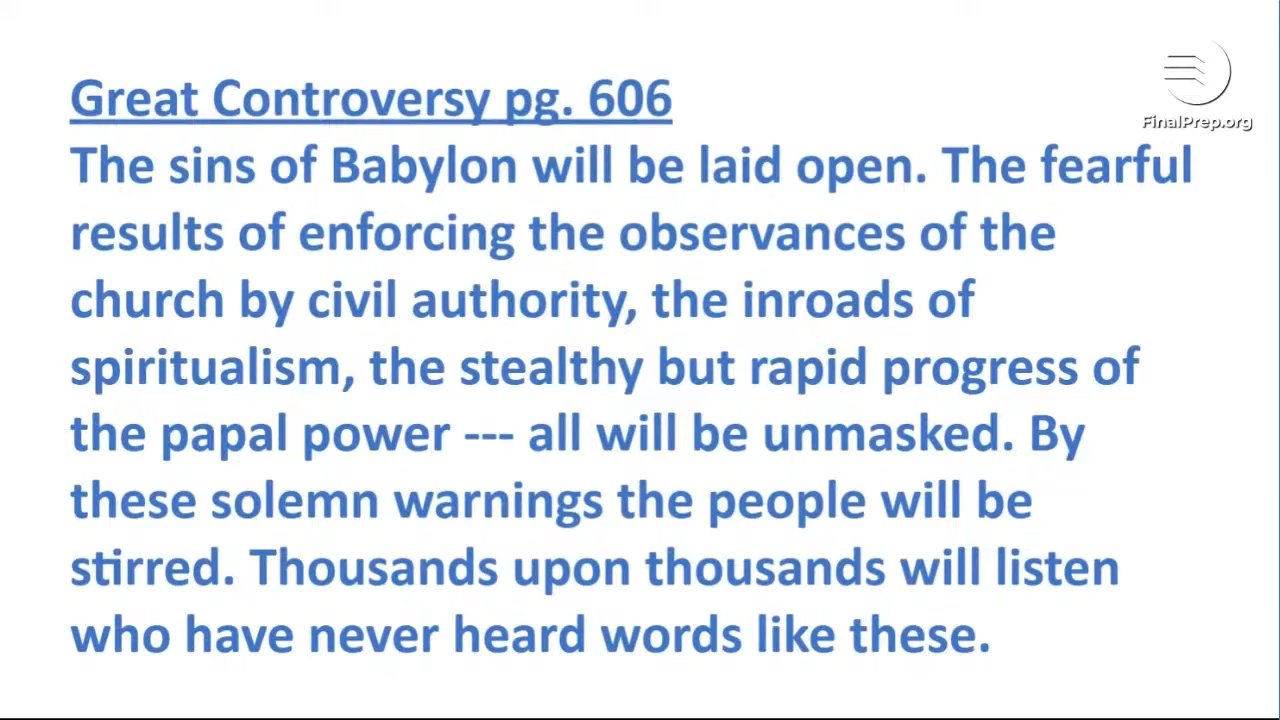 Great Controversy pg. 606
The sins of Babylon will be laid open. The fearful
results of enforcing the observances of the
church by civil authority, the inroads of
spiritualism, the stealthy but rapid progress of
the papal power --- all will be unmasked. By
these solemn warnings the people will be
stirred. Thousands upon thousands will listen
who have never heard words like these.
FinalPrep.org